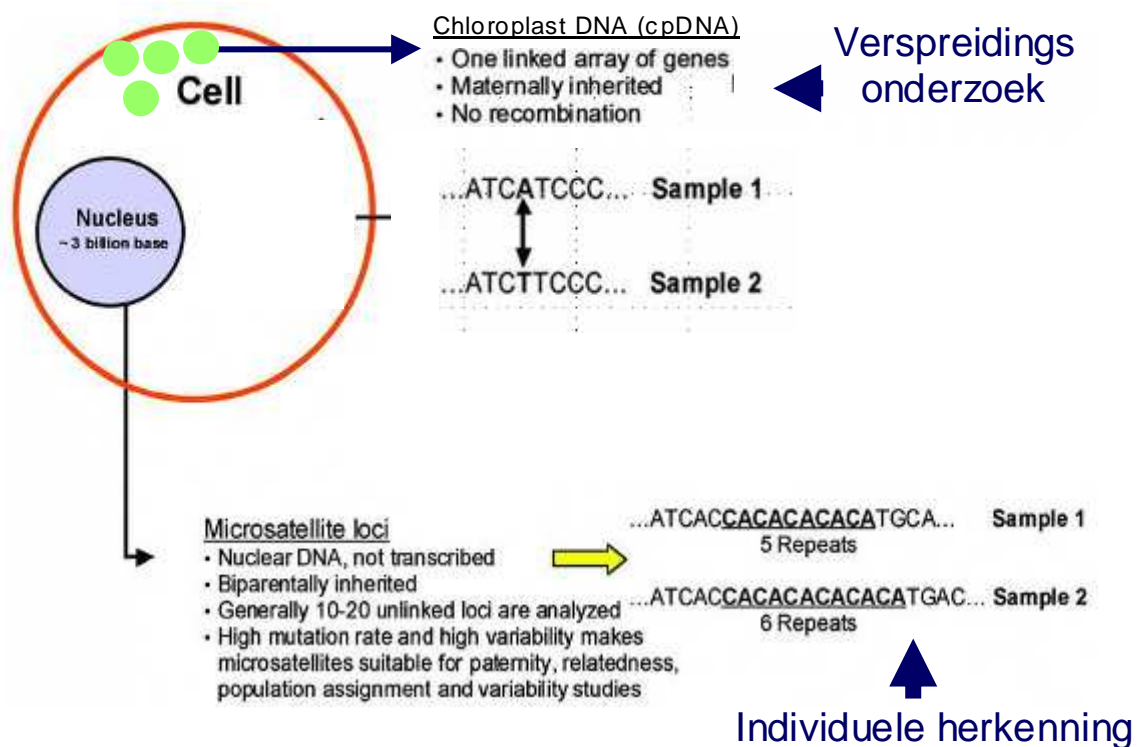 Chloroplast DNA (cpDNA)
• One linked array of genes
• Maternally inherited
• No recombination
Verspreidings
onderzoek
Cell
Nucleus
~ 3 billion base
...ATCATCCC... Sample 1
...ATCTTCCC... Sample 2
Microsatellite loci
• Nuclear DNA, not transcribed
• Biparentally inherited
• Generally 10-20 unlinked loci are analyzed
• High mutation rate and high variability makes
microsatellites suitable for paternity, relatedness,
population assignment and variability studies
...ATCACCACACACACATGCA... Sample 1
5 Repeats
...ATCACCACACACACACATGAC... Sample 2
6 Repeats
Individuele herkenning